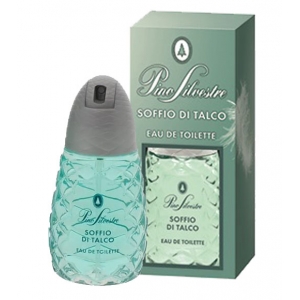 Pino Silvestre
SOFFIO DI TALCO
EAU DE TOILETTE
Pino Silvestre
SOFFIO
DI TALCO
EAU DE TOILETTE
Pino Silvestre
SOFFIO
DI TALCO
EAU DE TOILETTE